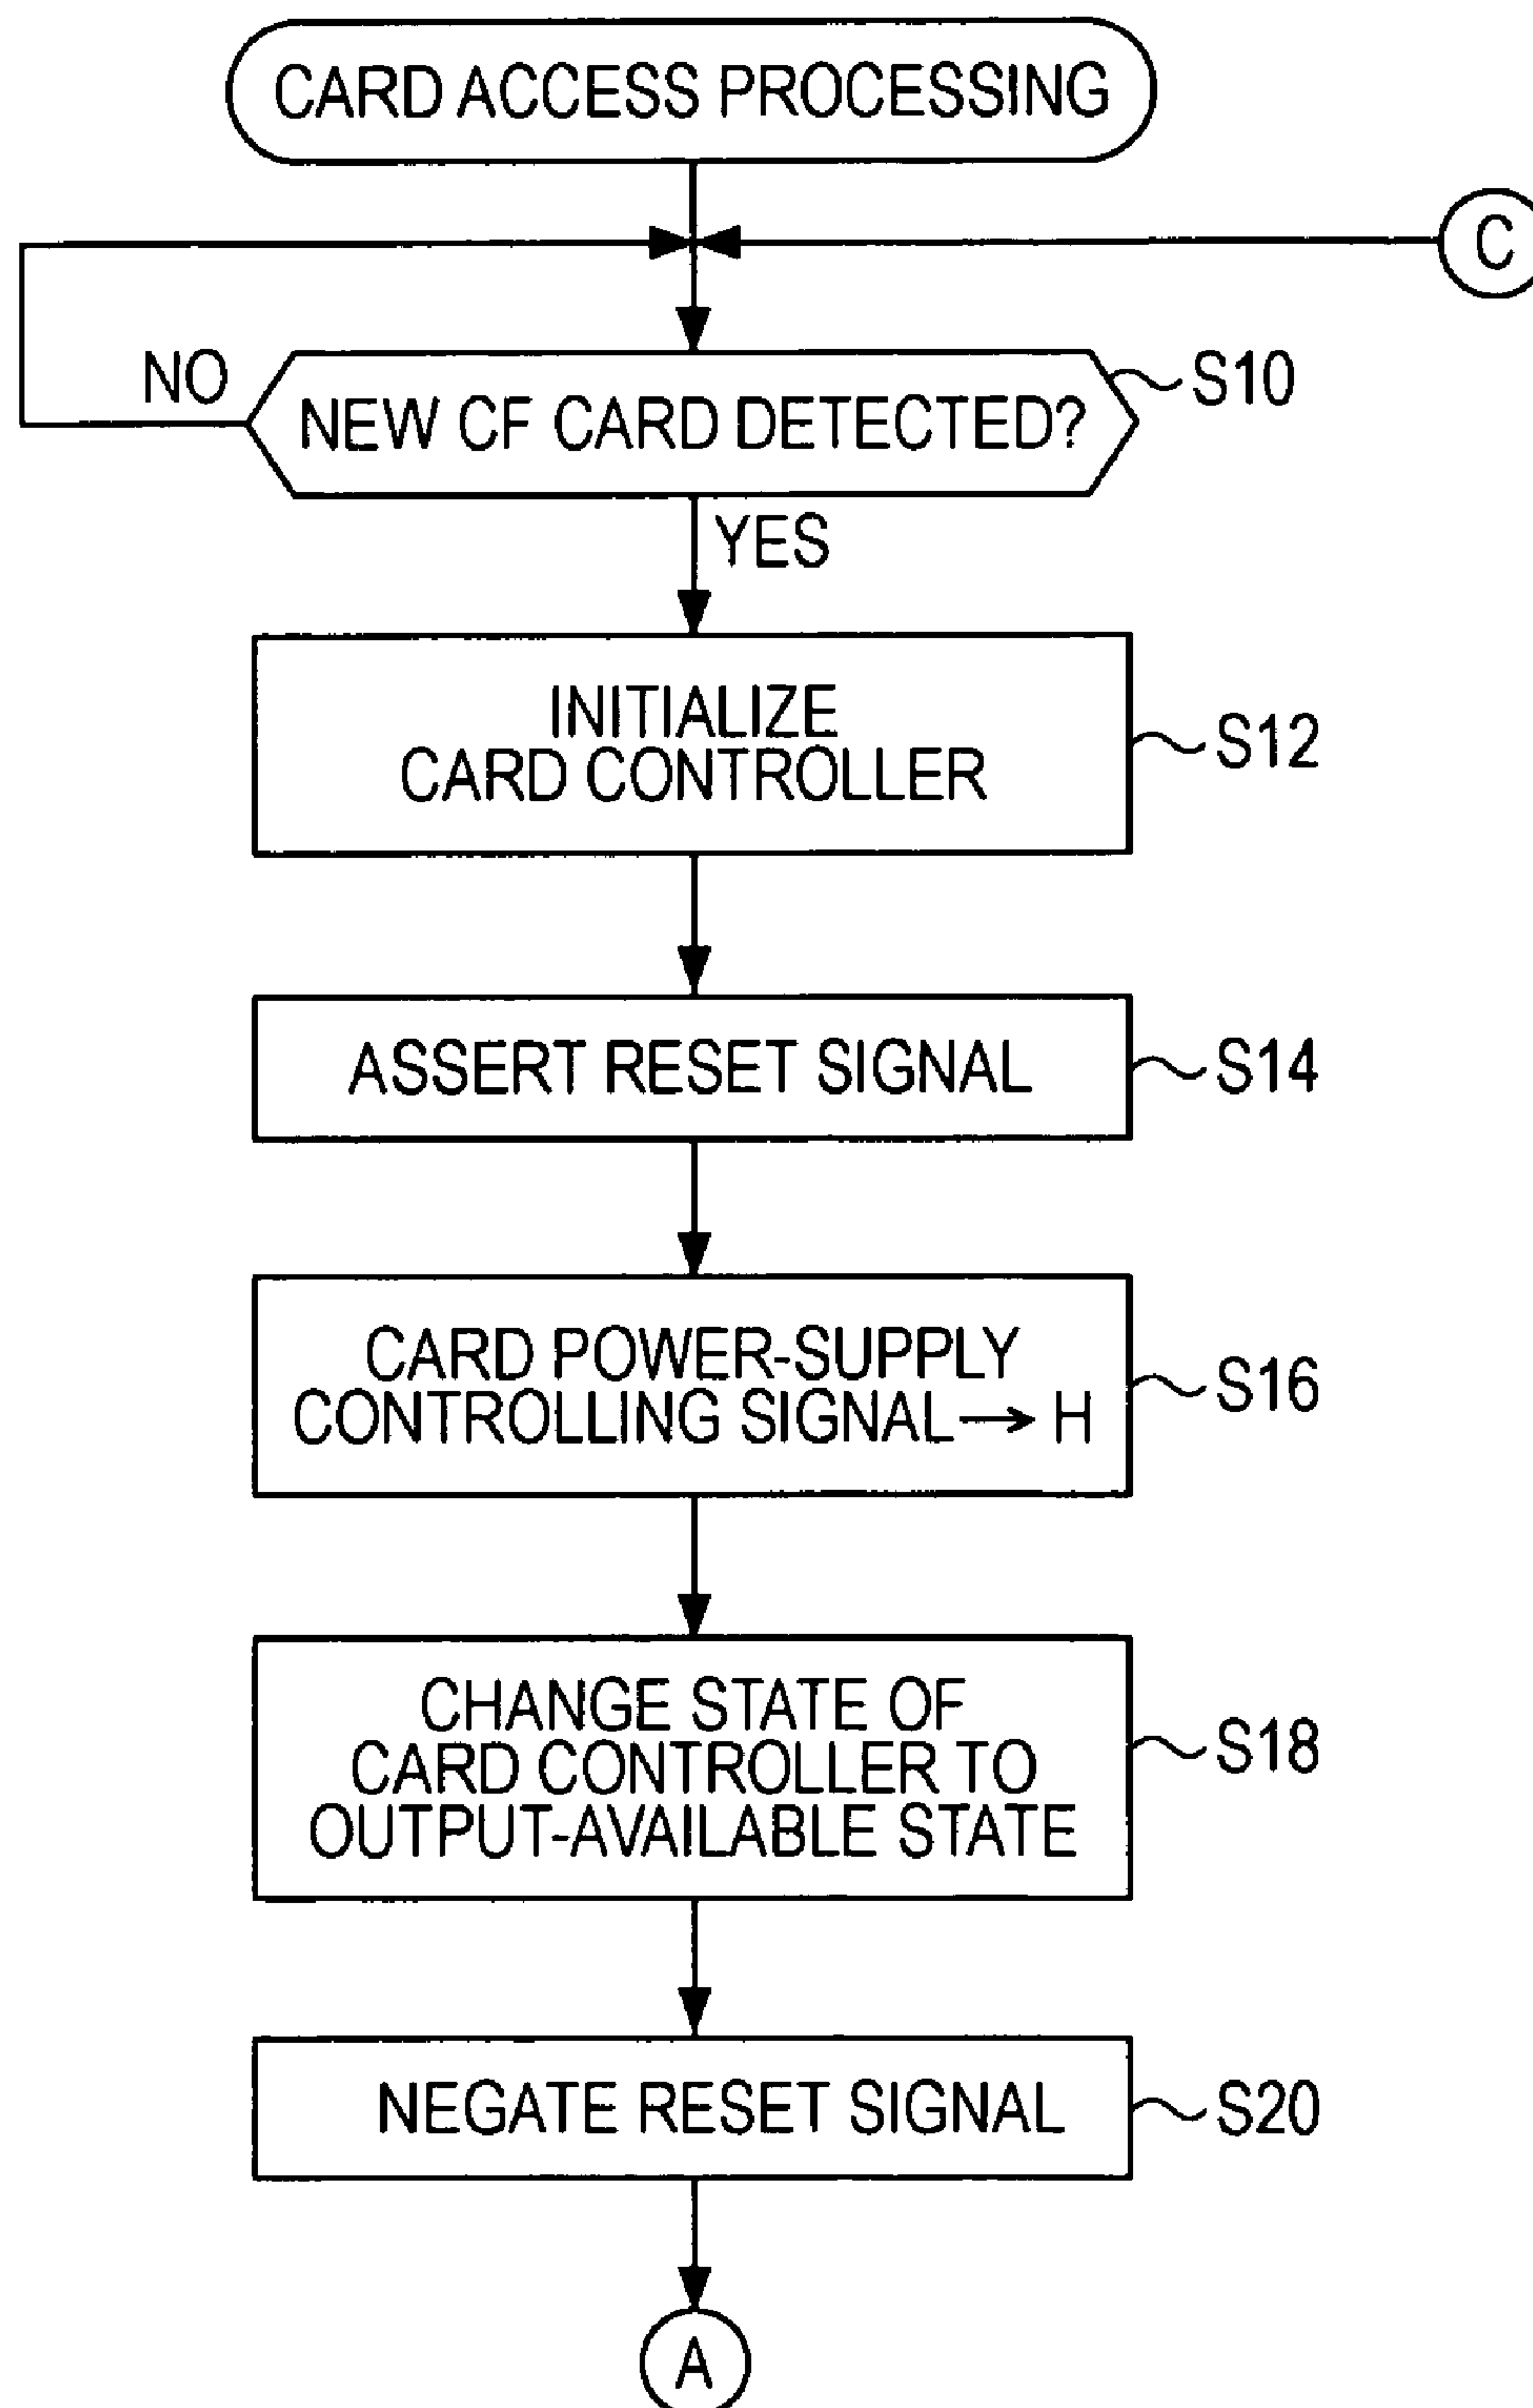 CARD ACCESS PROCESSING
C
NO
NEW CF CARD DETECTED?
S10
YES
INITIALIZE
CARD CONTROLLER
S12
ASSERT RESET SIGNAL
S14
CARD POWER-SUPPLY
CONTROLLING SIGNAL → H
S16
CHANGE STATE OF
CARD CONTROLLER TO
OUTPUT-AVAILABLE STATE
S18
NEGATE RESET SIGNAL
S20
A